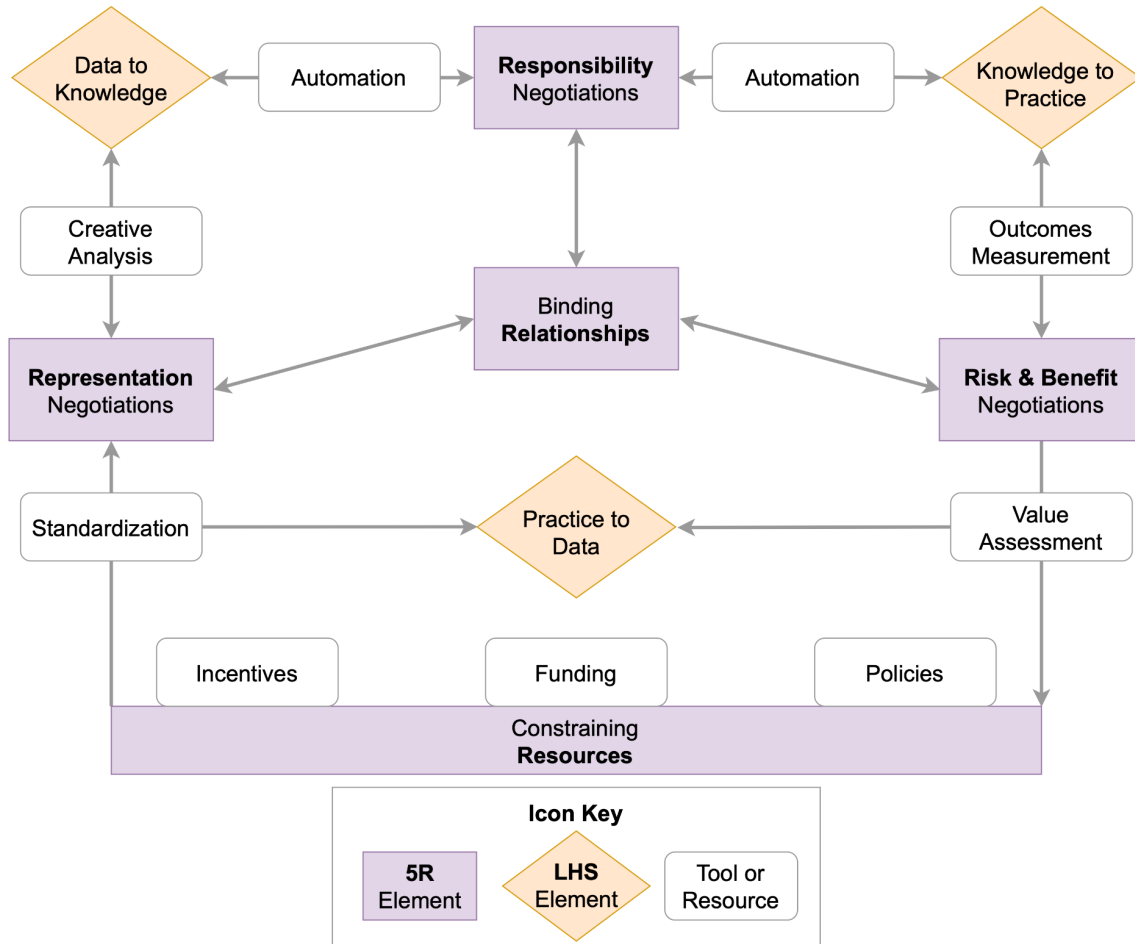 Data to
Knowledge
Automation
Responsibility
Negotiations
Automation
Knowledge to
Practice
Creative
Analysis
Outcomes
Measurement
Binding
Relationships
Representation
Negotiations
Risk & Benefit
Negotiations
Standardization
Practice to
Data
Value
Assessment
Incentives
Funding
Policies
Constraining
Resources
Icon Key
5R
Element
LHS
Element
Tool or
Resource